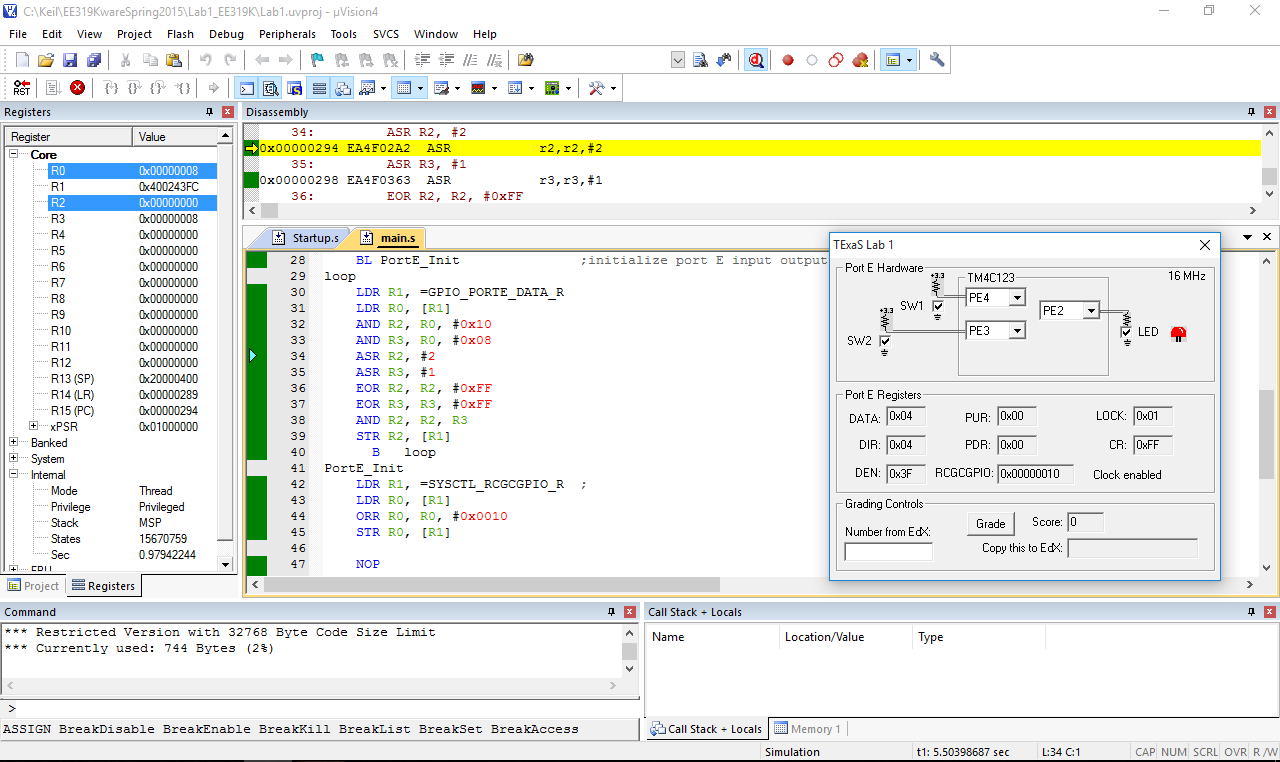 C:\Keil\EE319KwareSpring2015\Lab1_EE319K\Lab1.uvproj - µVision4
File Edit View Project Flash Debug Peripherals Tools SVCS Window Help
RST
Registers
Register Value
Core
R0 0x00000008
R1 0x400243FC
R2 0x00000000
R3 0x00000008
R4 0x00000000
R5 0x00000000
R6 0x00000000
R7 0x00000000
R8 0x00000000
R9 0x00000000
R10 0x00000000
R11 0x00000000
R12 0x00000000
R13 (SP) 0x20000400
R14 (LR) 0x00000289
R15 (PC) 0x00000294
xPSR 0x01000000
Banked
System
Internal
Mode Thread
Privilege Privileged
Stack MSP
States 15670759
Sec 0.97942244
FPU
Project Registers
Disassembly
34: ASR R2, #2
0x00000294 EA4F02A2 ASR r2,r2,#2
35: ASR R3, #1
0x00000298 EA4F0363 ASR r3,r3,#1
36: EOR R2, R2, #0xFF
Startup.s main.s
28 BL PortE_Init ;initialize port E input output
29 loop
30 LDR R1, =GPIO_PORTE_DATA_R
31 LDR R0, [R1]
32 AND R2, R0, #0x10
33 AND R3, R0, #0x08
34 ASR R2, #2
35 ASR R3, #1
36 EOR R2, R2, #0xFF
37 EOR R3, R3, #0xFF
38 AND R2, R2, R3
39 STR R2, [R1]
40 B loop
41 PortE_Init
42 LDR R1, =SYSCTL_RCGCGPIO_R ;
43 LDR R0, [R1]
44 ORR R0, R0, #0x0010
45 STR R0, [R1]
46
47 NOP
TExaS Lab 1
Port E Hardware
+3.3 TM4C123 16 MHz
SW1 PE4
+3.3 PE2
SW2 PE3 LED
Port E Registers
DATA: 0x04 PUR: 0x00 LOCK: 0x01
DIR: 0x04 PDR: 0x00 CR: 0xFF
DEN: 0x3F RCGCGPIO: 0x00000010 Clock enabled
Grading Controls
Number from EdX: Grade Score: 0
Copy this to EdX:
Command
*** Restricted Version with 32768 Byte Code Size Limit
*** Currently used: 744 Bytes (2%)
>
ASSIGN BreakDisable BreakEnable BreakKill BreakList BreakSet BreakAccess
Call Stack + Locals
Name Location/Value Type
Call Stack + Locals Memory 1
Simulation t1: 5.50398687 sec L:34 C:1 CAP NUM SCRL OVR R/W